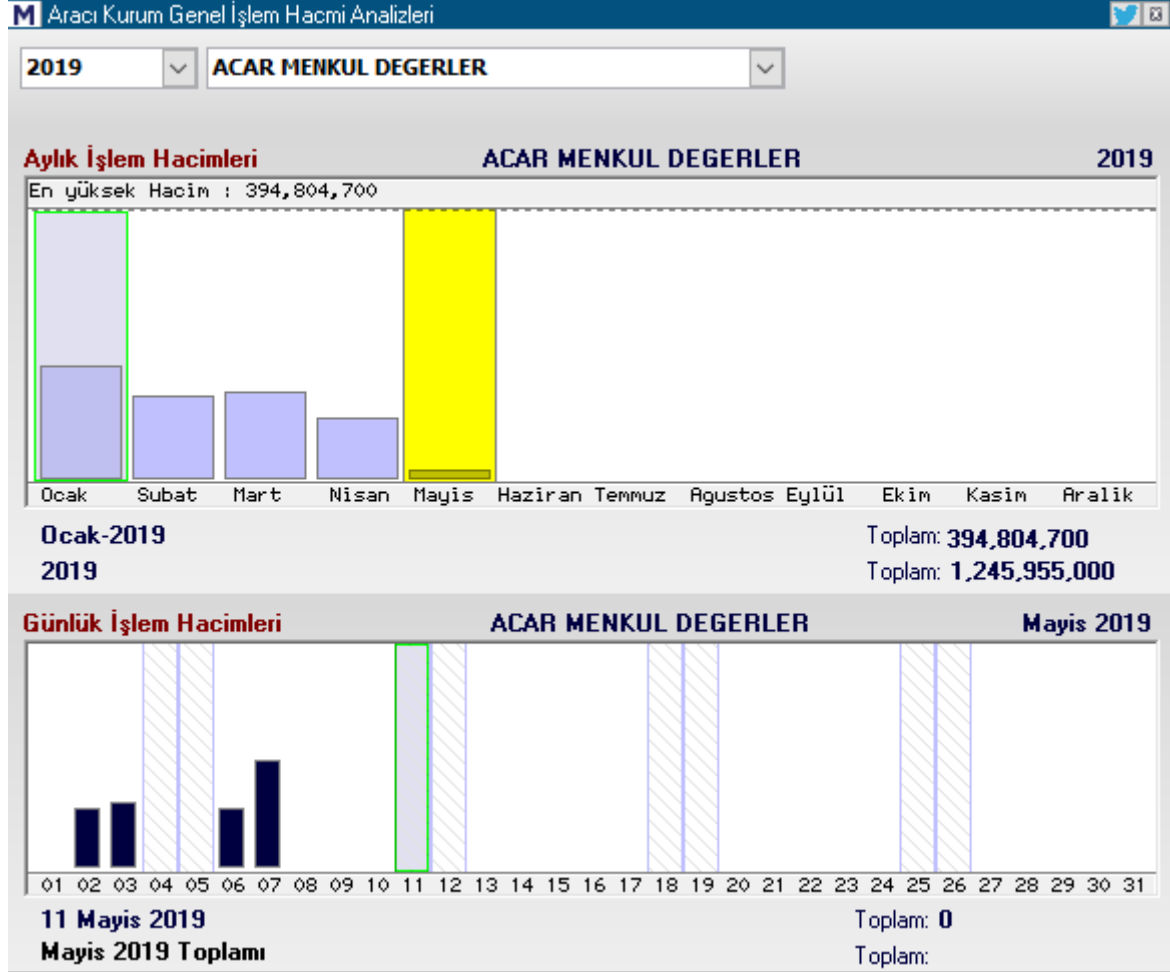 M Aracı Kurum Genel İşlem Hacmi Analizleri
2019 ACAR MENKUL DEGERLER
Aylık İşlem Hacimleri ACAR MENKUL DEGERLER 2019
En yüksek Hacim : 394,804,700
Ocak Subat Mart Nisan Mayis Haziran Temmuz Agustos Eylül Ekim Kasim Aralik
Ocak-2019 Toplam: 394,804,700
2019 Toplam: 1,245,955,000
Günlük İşlem Hacimleri ACAR MENKUL DEGERLER Mayis 2019
01 02 03 04 05 06 07 08 09 10 11 12 13 14 15 16 17 18 19 20 21 22 23 24 25 26 27 28 29 30 31
11 Mayis 2019 Toplam: 0
Mayis 2019 Toplamı Toplam: